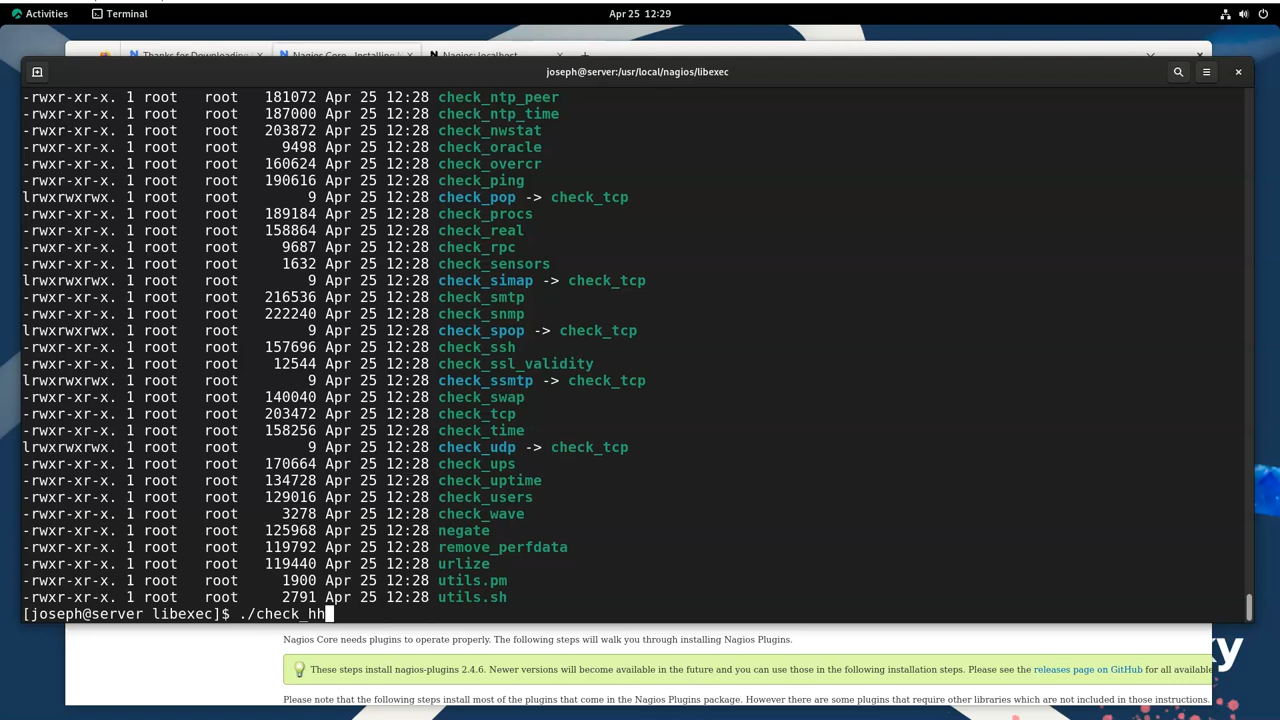 Activities
Terminal
Apr 25 12:29
joseph@server:/usr/local/nagios/libexec
-rwxr-xr-x. 1 root root 181072 Apr 25 12:28 check_ntp_peer
-rwxr-xr-x. 1 root root 187000 Apr 25 12:28 check_ntp_time
-rwxr-xr-x. 1 root root 203872 Apr 25 12:28 check_nwstat
-rwxr-xr-x. 1 root root 9498 Apr 25 12:28 check_oracle
-rwxr-xr-x. 1 root root 160624 Apr 25 12:28 check_overcr
-rwxr-xr-x. 1 root root 190616 Apr 25 12:28 check_ping
lrwxrwxrwx. 1 root root 9 Apr 25 12:28 check_pop -> check_tcp
-rwxr-xr-x. 1 root root 189184 Apr 25 12:28 check_procs
-rwxr-xr-x. 1 root root 158864 Apr 25 12:28 check_real
-rwxr-xr-x. 1 root root 9687 Apr 25 12:28 check_rpc
-rwxr-xr-x. 1 root root 1632 Apr 25 12:28 check_sensors
lrwxrwxrwx. 1 root root 9 Apr 25 12:28 check_simap -> check_tcp
-rwxr-xr-x. 1 root root 216536 Apr 25 12:28 check_smtp
-rwxr-xr-x. 1 root root 222240 Apr 25 12:28 check_snmp
lrwxrwxrwx. 1 root root 9 Apr 25 12:28 check_spop -> check_tcp
-rwxr-xr-x. 1 root root 157696 Apr 25 12:28 check_ssh
-rwxr-xr-x. 1 root root 12544 Apr 25 12:28 check_ssl_validity
lrwxrwxrwx. 1 root root 9 Apr 25 12:28 check_ssmtp -> check_tcp
-rwxr-xr-x. 1 root root 140040 Apr 25 12:28 check_swap
-rwxr-xr-x. 1 root root 203472 Apr 25 12:28 check_tcp
-rwxr-xr-x. 1 root root 158256 Apr 25 12:28 check_time
lrwxrwxrwx. 1 root root 9 Apr 25 12:28 check_udp -> check_tcp
-rwxr-xr-x. 1 root root 170664 Apr 25 12:28 check_ups
-rwxr-xr-x. 1 root root 134728 Apr 25 12:28 check_uptime
-rwxr-xr-x. 1 root root 129016 Apr 25 12:28 check_users
-rwxr-xr-x. 1 root root 3278 Apr 25 12:28 check_wave
-rwxr-xr-x. 1 root root 125968 Apr 25 12:28 negate
-rwxr-xr-x. 1 root root 119792 Apr 25 12:28 remove_perfdata
-rwxr-xr-x. 1 root root 119440 Apr 25 12:28 urlize
-rwxr-xr-x. 1 root root 1900 Apr 25 12:28 utils.pm
-rwxr-xr-x. 1 root root 2791 Apr 25 12:28 utils.sh
[joseph@server libexec]$ ./check_hh
Nagios Core needs plugins to operate properly. The following steps will walk you through installing Nagios Plugins.
These steps install nagios-plugins 2.4.6. Newer versions will become available in the future and you can use those in the following installation steps. Please see the releases page on GitHub for all available
Please note that the following steps install most of the plugins that come in the Nagios Plugins package. However there are some plugins that require other libraries which are not included in those instructions.